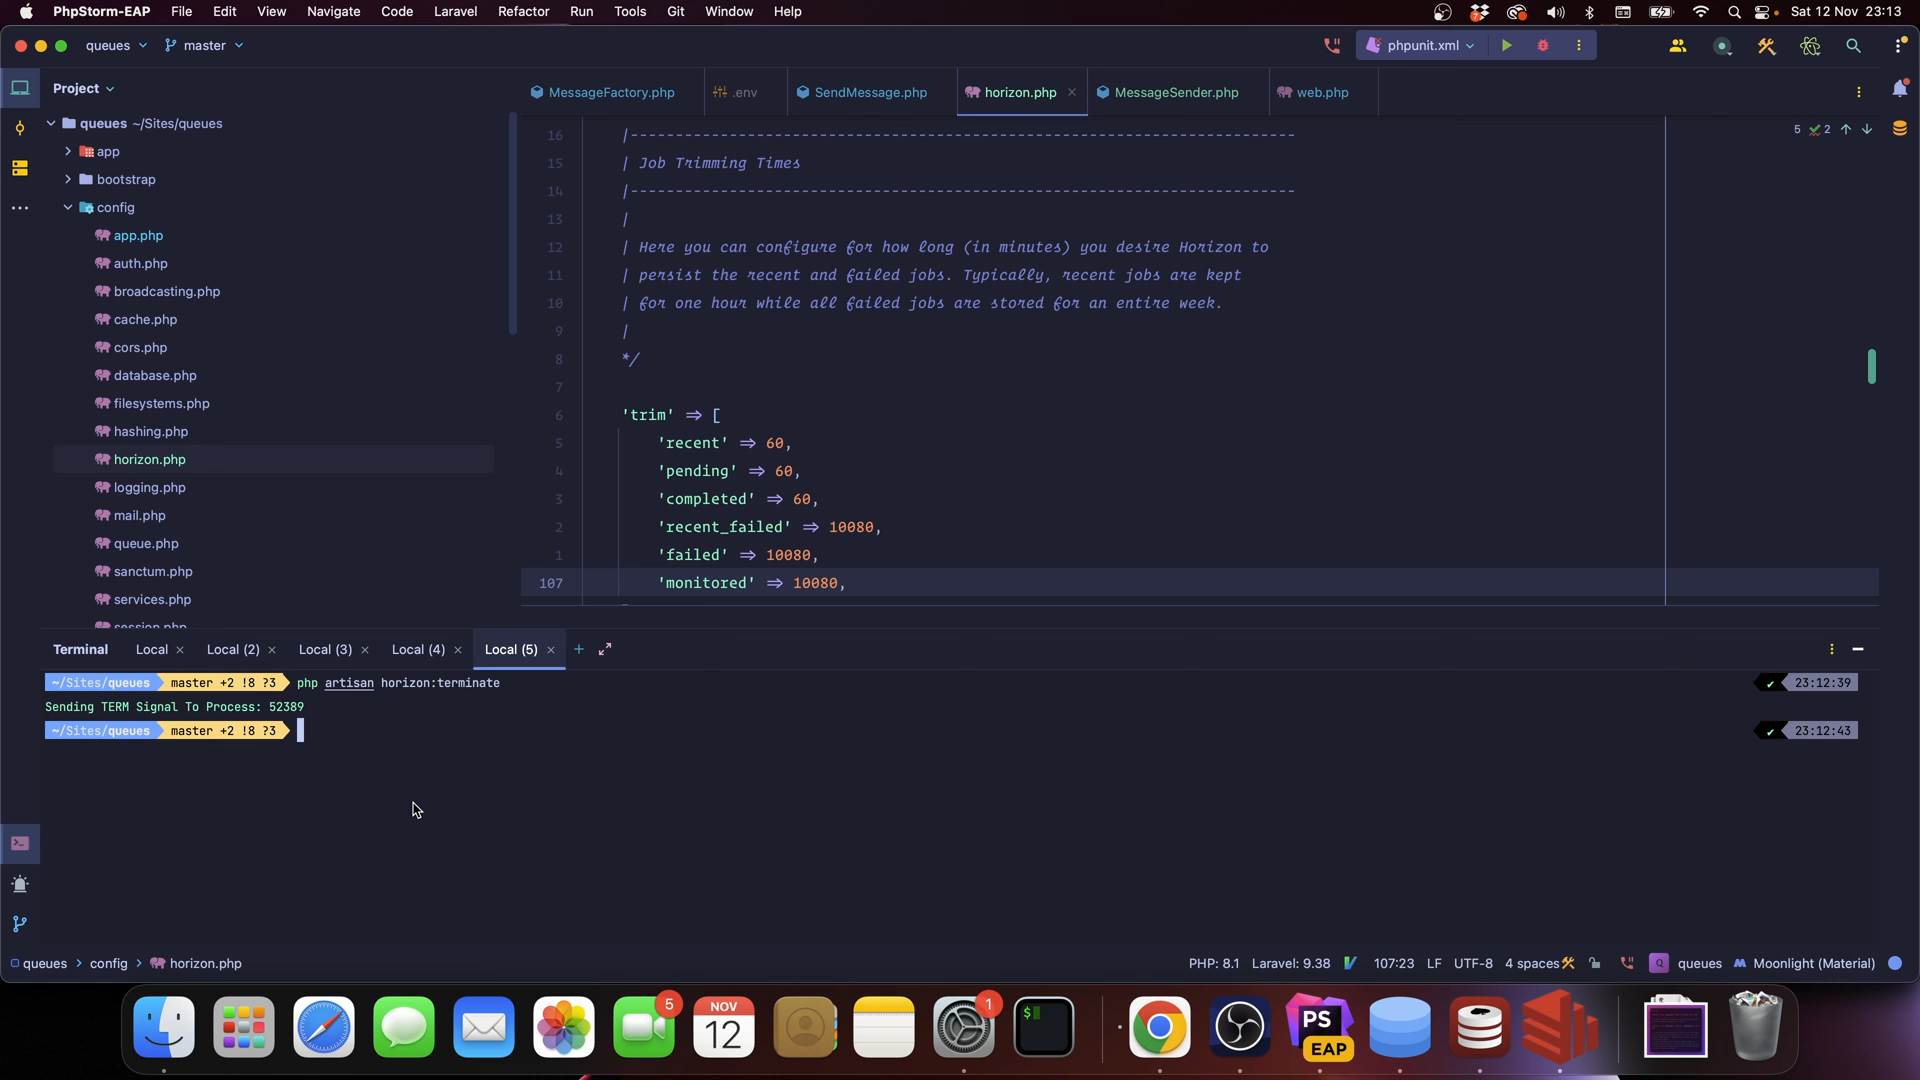 PhpStorm-EAP File Edit View Navigate Code Laravel Refactor Run Tools Git Window Help Sat 12 Nov 23:13
queues master phpunit.xml
Project
MessageFactory.php .env SendMessage.php horizon.php MessageSender.php web.php
queues ~/Sites/queues
app
bootstrap
config
app.php
auth.php
broadcasting.php
cache.php
cors.php
database.php
filesystems.php
hashing.php
horizon.php
logging.php
mail.php
queue.php
sanctum.php
services.php
session.php
5 2
16 |--------------------------------------------------------------------------
15 | Job Trimming Times
14 |--------------------------------------------------------------------------
13 |
12 | Here you can configure for how long (in minutes) you desire Horizon to
11 | persist the recent and failed jobs. Typically, recent jobs are kept
10 | for one hour while all failed jobs are stored for an entire week.
9 |
8 */
7
6 'trim' => [
5 'recent' => 60,
4 'pending' => 60,
3 'completed' => 60,
2 'recent_failed' => 10080,
1 'failed' => 10080,
107 'monitored' => 10080,
Terminal Local Local (2) Local (3) Local (4) Local (5)
~/Sites/queues master +2 !8 ?3 php artisan horizon:terminate ✔ 23:12:39
Sending TERM Signal To Process: 52389
~/Sites/queues master +2 !8 ?3 ✔ 23:12:43
queues > config > horizon.php PHP: 8.1 Laravel: 9.38 107:23 LF UTF-8 4 spaces Q queues Moonlight (Material)
5 NOV 12 1 $ PS EAP